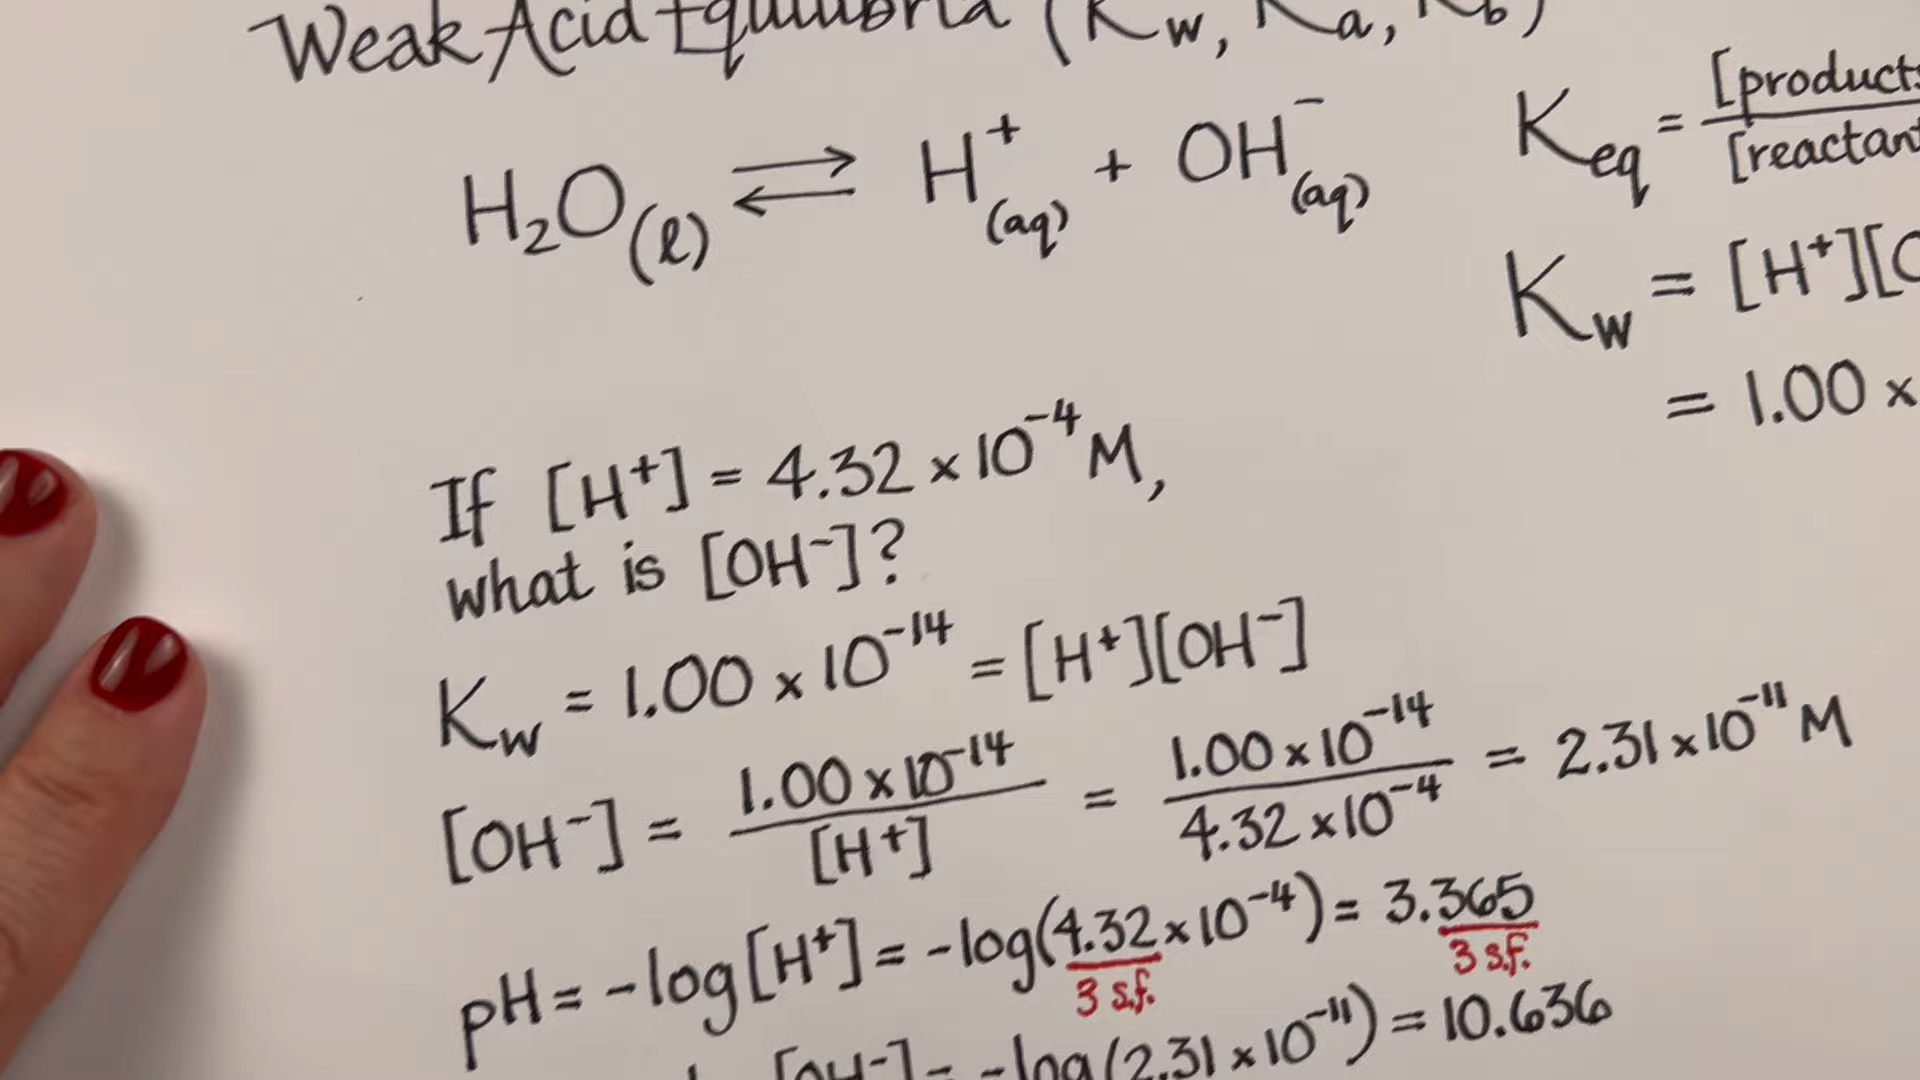 Weak Acid Equilibria (Kw, Ka, Kb)
H₂O(l) ⇌ H⁺(aq) + OH⁻(aq)
Keq = [products / [reactant
Kw = [H⁺][O
= 1.00 ×
If [H⁺] = 4.32 × 10⁻⁴ M,
what is [OH⁻]?
Kw = 1.00 × 10⁻¹⁴ = [H⁺][OH⁻]
[OH⁻] = 1.00 × 10⁻¹⁴ / [H⁺] = 1.00 × 10⁻¹⁴ / 4.32 × 10⁻⁴ = 2.31 × 10⁻¹¹ M
pH = -log[H⁺] = -log(4.32 × 10⁻⁴) = 3.365
3 s.f. 3 s.f.
[OH⁻] = -log(2.31 × 10⁻¹¹) = 10.636